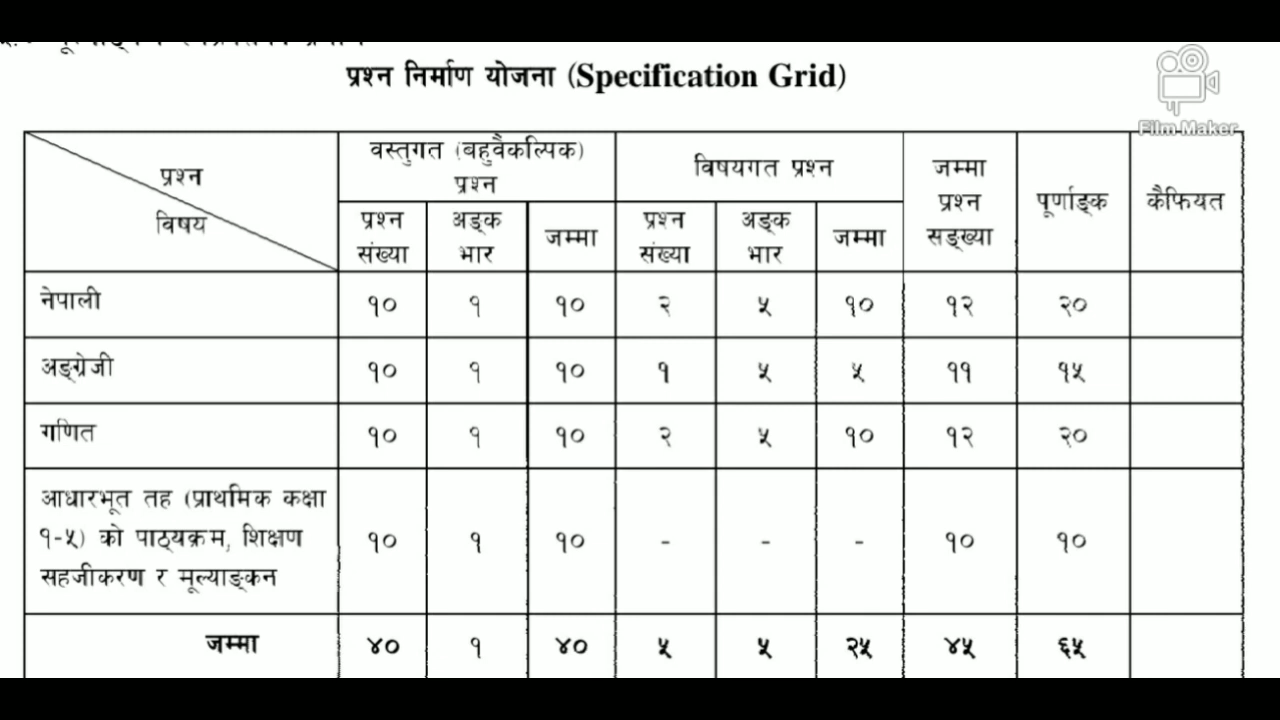 प्रश्न निर्माण योजना (Specification Grid)
Film Maker
प्रश्न
विषय
वस्तुगत (बहुवैकल्पिक)
प्रश्न
विषयगत प्रश्न
जम्मा
प्रश्न
सङ्ख्या
पूर्णाङ्क
कैफियत
प्रश्न
संख्या
अङ्क
भार
जम्मा
प्रश्न
संख्या
अङ्क
भार
जम्मा
नेपाली १० १ १० २ ५ १० १२ २०
अङ्ग्रेजी १० १ १० १ ५ ५ ११ १५
गणित १० १ १० २ ५ १० १२ २०
आधारभूत तह (प्राथमिक कक्षा
१-५) को पाठ्यक्रम, शिक्षण
सहजीकरण र मूल्याङ्कन
१० १ १० - - - १० १०
जम्मा ४० १ ४० ५ ५ २५ ४५ ६५